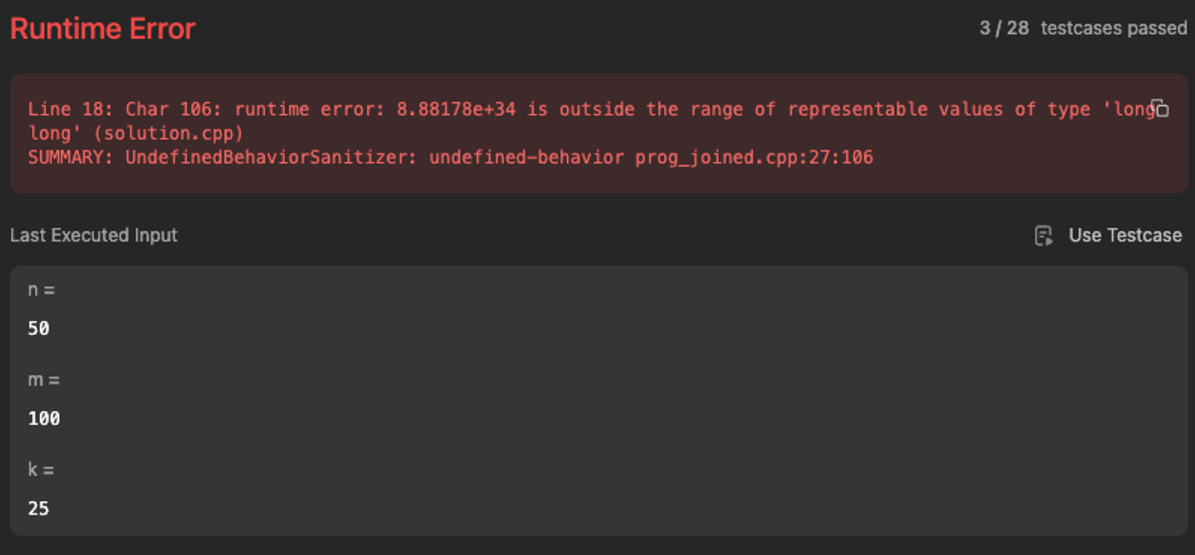 Runtime Error
3 / 28 testcases passed
Line 18: Char 106: runtime error: 8.88178e+34 is outside the range of representable values of type 'long
long' (solution.cpp)
SUMMARY: UndefinedBehaviorSanitizer: undefined-behavior prog_joined.cpp:27:106
Last Executed Input
Use Testcase
n =
50
m =
100
k =
25